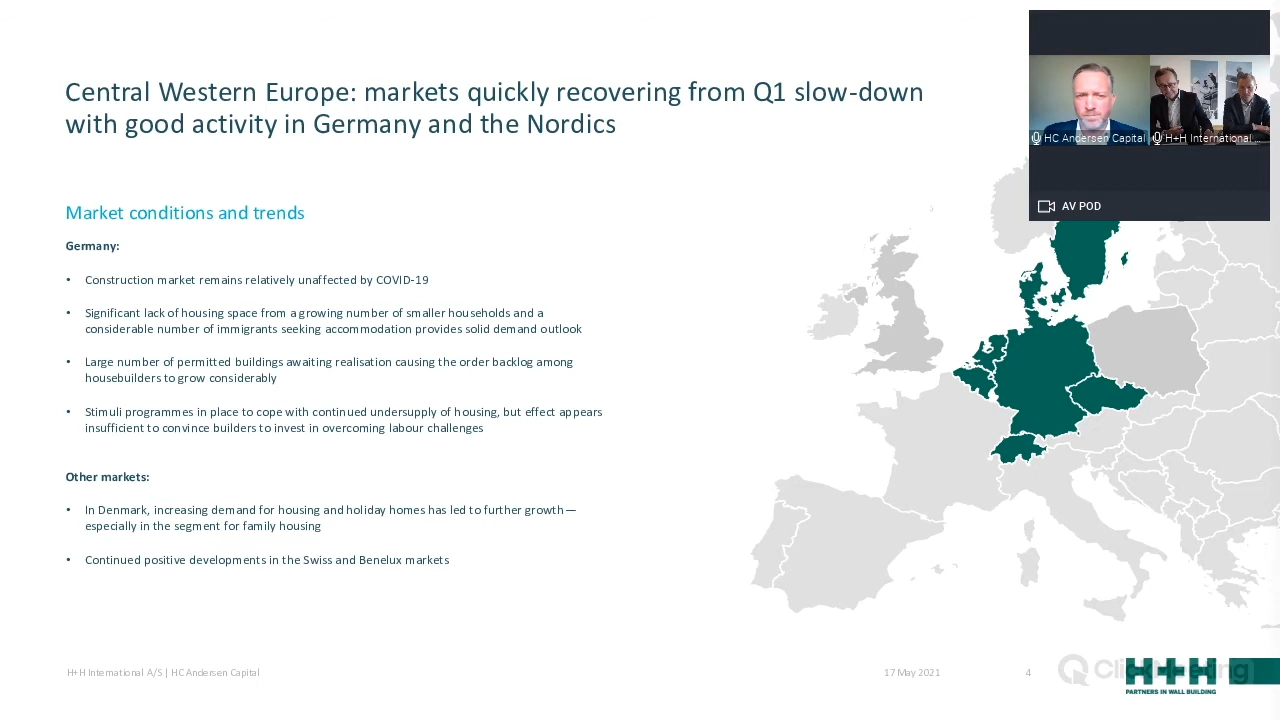 Central Western Europe: markets quickly recovering from Q1 slow-down
with good activity in Germany and the Nordics
HC Andersen Capital
H+H International ...
AV POD
Market conditions and trends
Germany:
• Construction market remains relatively unaffected by COVID-19
• Significant lack of housing space from a growing number of smaller households and a
considerable number of immigrants seeking accommodation provides solid demand outlook
• Large number of permitted buildings awaiting realisation causing the order backlog among
housebuilders to grow considerably
• Stimuli programmes in place to cope with continued undersupply of housing, but effect appears
insufficient to convince builders to invest in overcoming labour challenges
Other markets:
• In Denmark, increasing demand for housing and holiday homes has led to further growth—
especially in the segment for family housing
• Continued positive developments in the Swiss and Benelux markets
H+H International A/S | HC Andersen Capital
17 May 2021
4
ClickMeeting
H+H
PARTNERS IN WALL BUILDING